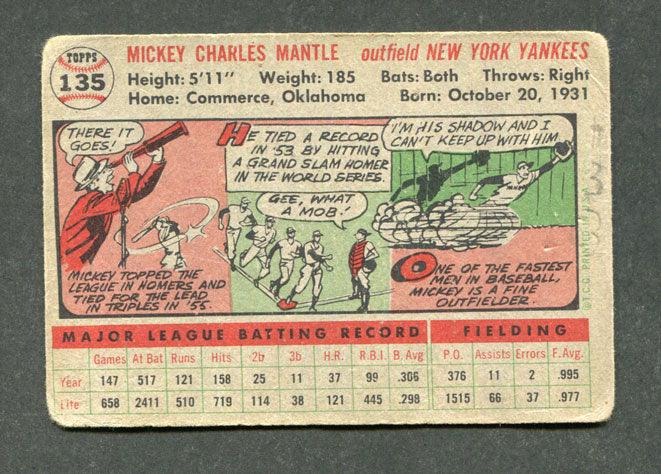 TOPPS
135
MICKEY CHARLES MANTLE outfield NEW YORK YANKEES
Height: 5'11" Weight: 185 Bats: Both Throws: Right
Home: Commerce, Oklahoma Born: October 20, 1931
THERE IT
GOES!
MICKEY TOPPED THE
LEAGUE IN HOMERS AND
TIED FOR THE LEAD
IN TRIPLES IN '55.
HE TIED A RECORD
IN '53 BY HITTING
A GRAND SLAM HOMER
IN THE WORLD SERIES.
GEE, WHAT
A MOB!
I'M HIS SHADOW AND I
CAN'T KEEP UP WITH HIM
ONE OF THE FASTEST
MEN IN BASEBALL,
MICKEY IS A FINE
OUTFIELDER.
©T.C.G. PRINTED
MAJOR LEAGUE BATTING RECORD FIELDING
Games At Bat Runs Hits 2b 3b H.R. R.B.I. B. Avg P.O. Assists Errors F. Avg.
Year 147 517 121 158 25 11 37 99 .306 376 11 2 .995
Life 658 2411 510 719 114 38 121 445 .298 1515 66 37 .977